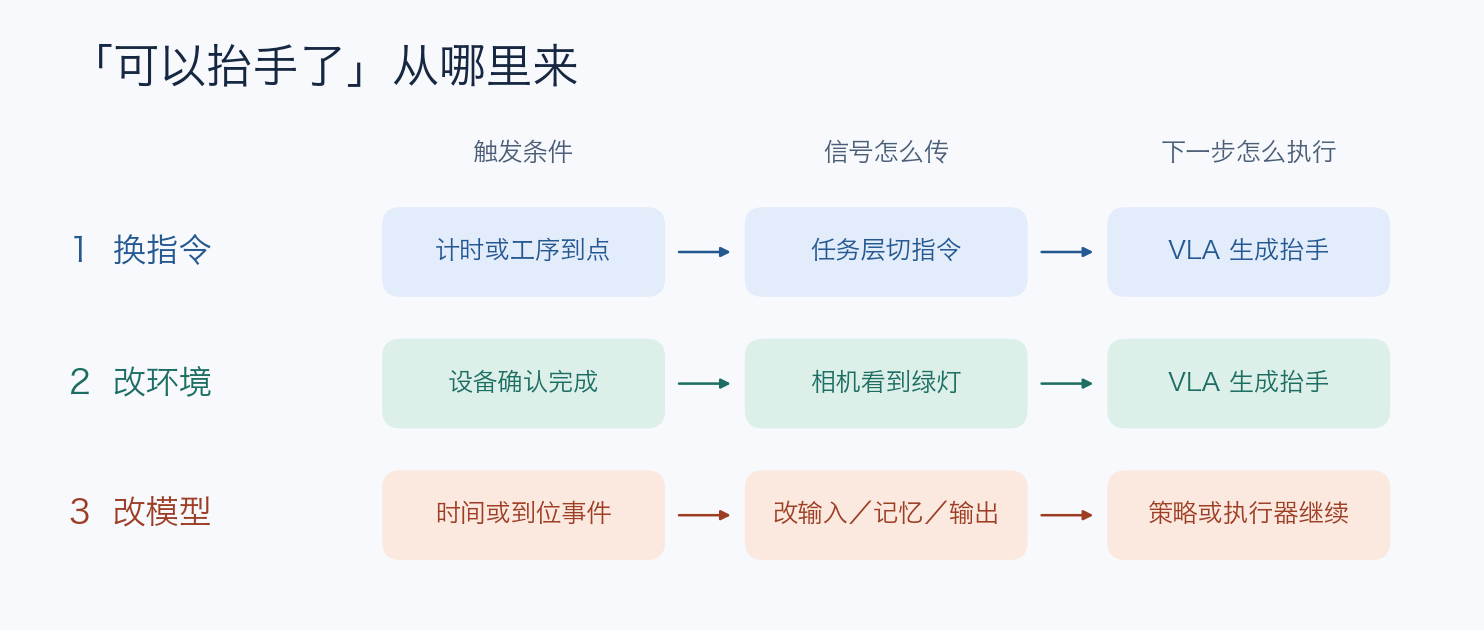 「可以抬手了」从哪里来
触发条件 信号怎么传 下一步怎么执行
1 换指令 计时或工序到点 任务层切指令 VLA 生成抬手
2 改环境 设备确认完成 相机看到绿灯 VLA 生成抬手
3 改模型 时间或到位事件 改输入／记忆／输出 策略或执行器继续